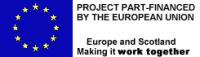 PROJECT PART-FINANCED
BY THE EUROPEAN UNION
Europe and Scotland
Making it work together